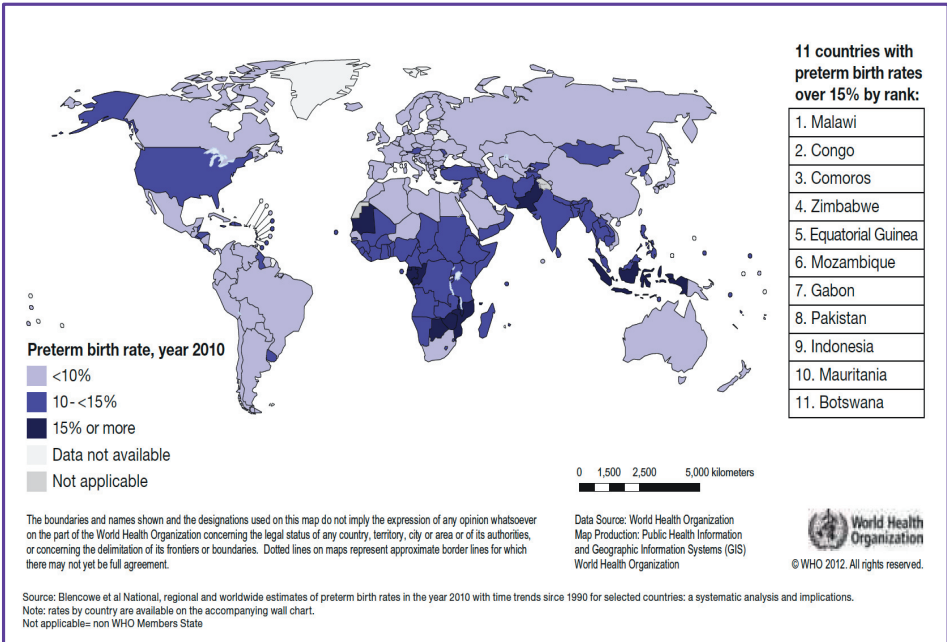 11 countries with
preterm birth rates
over 15% by rank:
1. Malawi
2. Congo
3. Comoros
4. Zimbabwe
5. Equatorial Guinea
6. Mozambique
7. Gabon
8. Pakistan
9. Indonesia
10. Mauritania
11. Botswana
Preterm birth rate, year 2010
<10%
10-<15%
15% or more
Data not available
Not applicable
0 1,500 2,500 5,000 kilometers
The boundaries and names shown and the designations used on this map do not imply the expression of any opinion whatsoever
on the part of the World Health Organization concerning the legal status of any country, territory, city or area or of its authorities,
or concerning the delimitation of its frontiers or boundaries. Dotted lines on maps represent approximate border lines for which
there may not yet be full agreement.
Data Source: World Health Organization
Map Production: Public Health Information
and Geographic Information Systems (GIS)
World Health Organization
World Health
Organization
© WHO 2012. All rights reserved.
Source: Blencowe et al National, regional and worldwide estimates of preterm birth rates in the year 2010 with time trends since 1990 for selected countries: a systematic analysis and implications.
Note: rates by country are available on the accompanying wall chart.
Not applicable= non WHO Members State